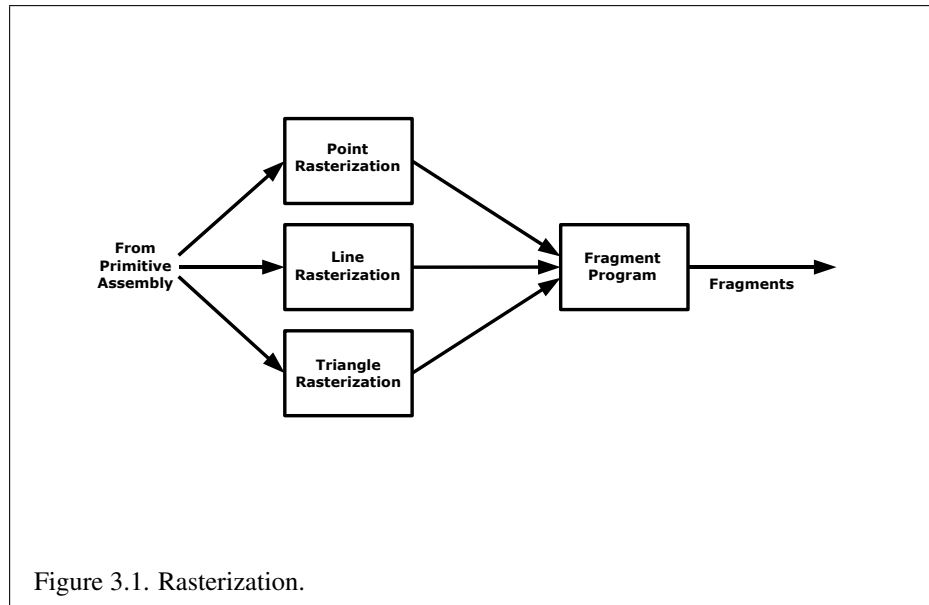 Point
Rasterization
From
Primitive
Assembly
Line
Rasterization
Fragment
Program
Fragments
Triangle
Rasterization
Figure 3.1. Rasterization.